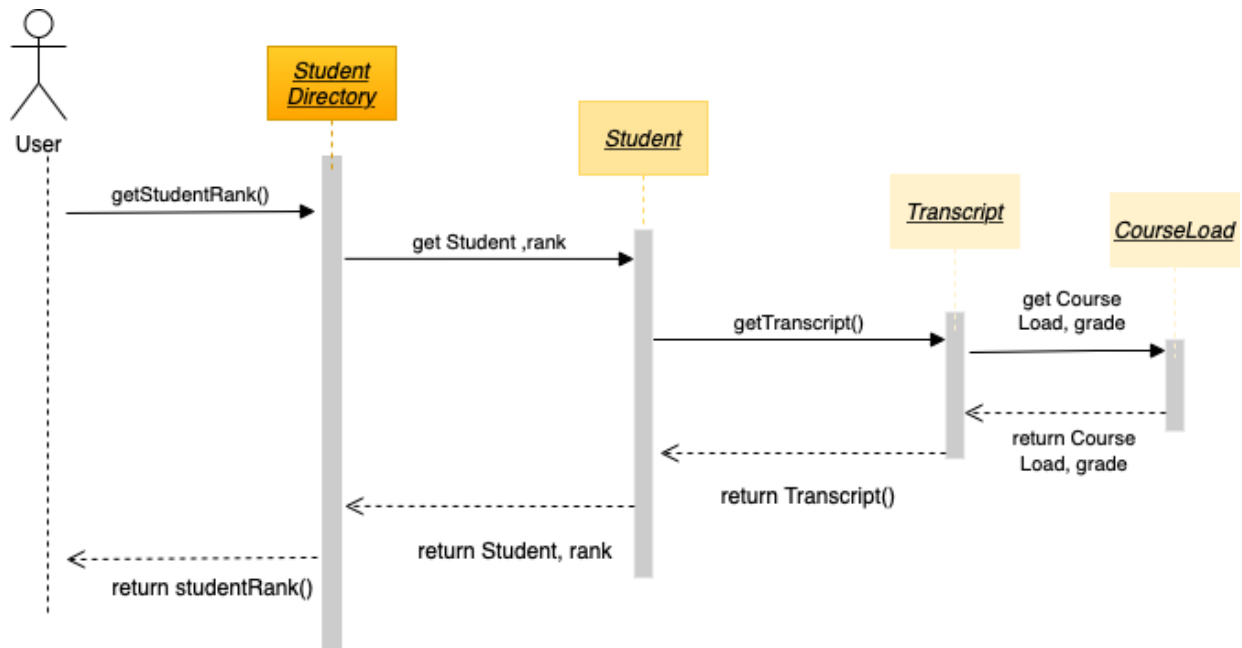 User
Student
Directory
Student
Transcript
CourseLoad
getStudentRank()
get Student ,rank
getTranscript()
get Course
Load, grade
return Course
Load, grade
return Transcript()
return Student, rank
return studentRank()